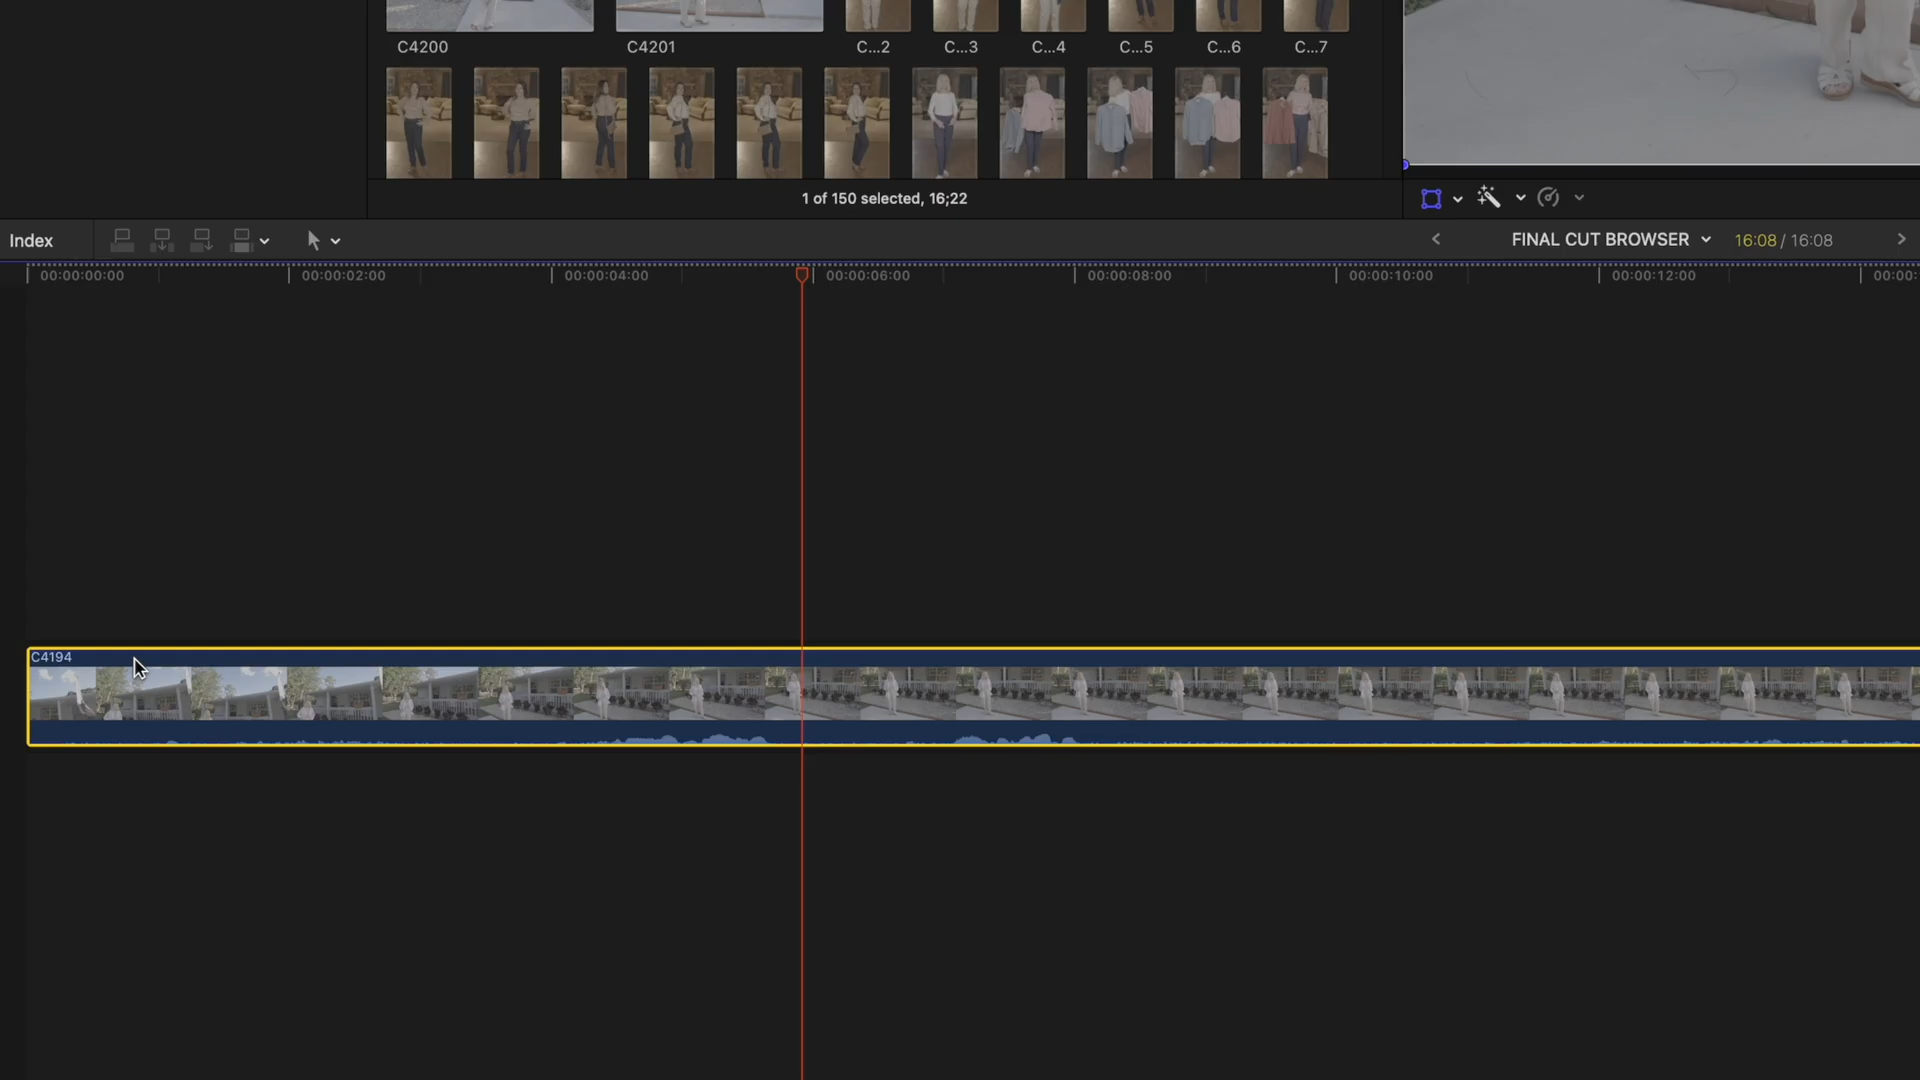 C4200
C4201
C...2
C...3
C...4
C...5
C...6
C...7
1 of 150 selected, 16;22
Index
FINAL CUT BROWSER
16:08 / 16:08
00:00:00:00
00:00:02:00
00:00:04:00
00:00:06:00
00:00:08:00
00:00:10:00
00:00:12:00
00:00:
C4194